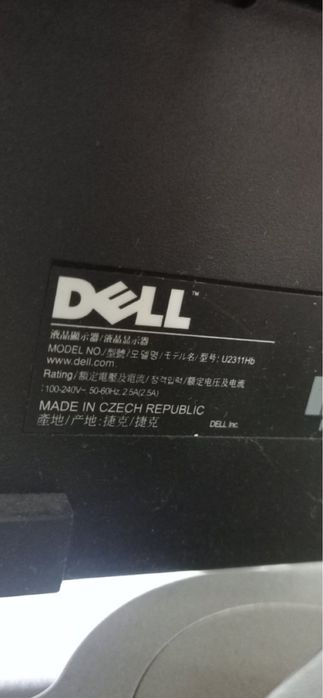 DELL™
液晶顯示器/液晶显示器
MODEL NO./型號/모델명/モデル名/型号: U2311Hb
www.dell.com
Rating/額定電壓及電流/정격입력/额定电压及电流
:100-240V~ 50-60Hz, 2.5A(2.5A)
MADE IN CZECH REPUBLIC
產地/产地:捷克/捷克
DELL Inc.